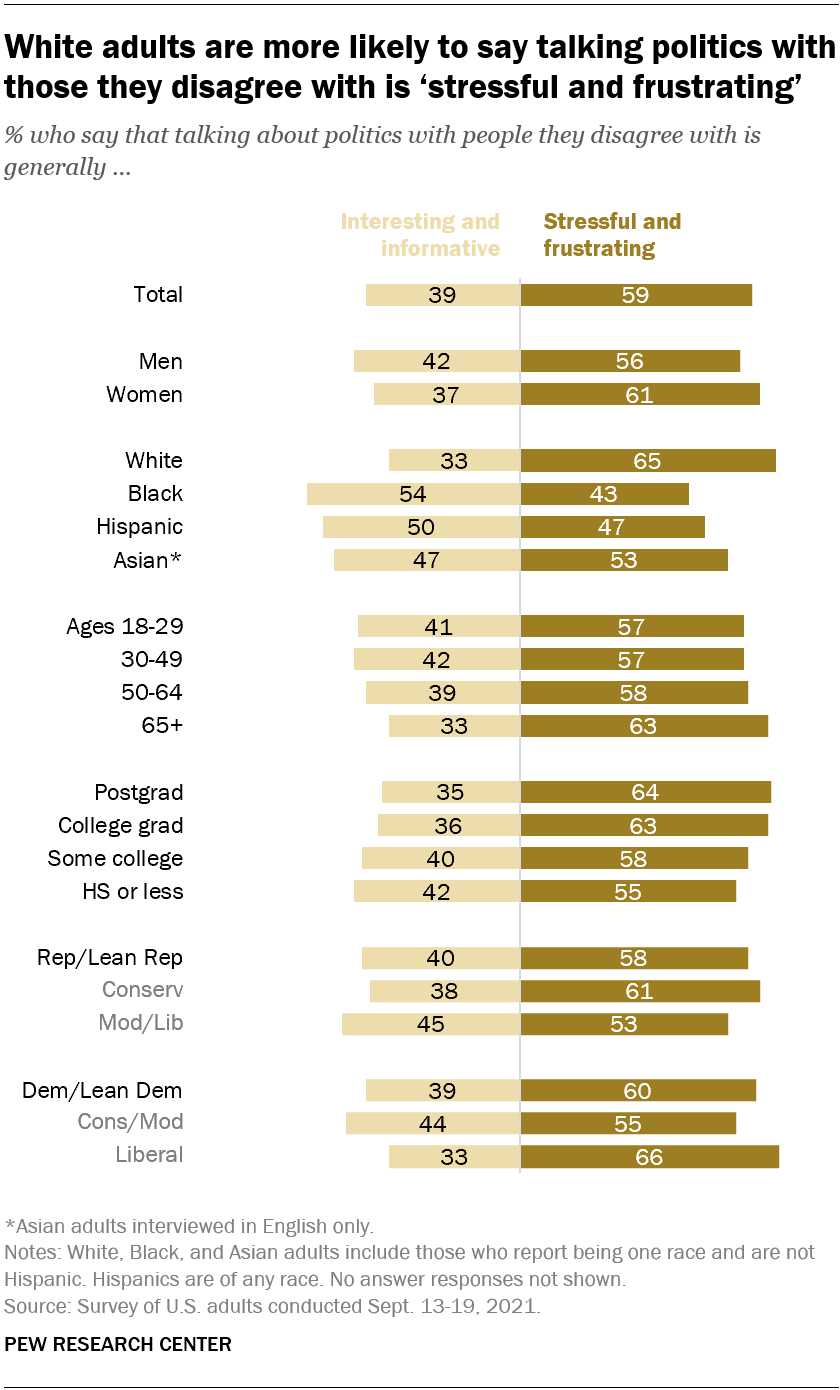 White adults are more likely to say talking politics with
those they disagree with is ‘stressful and frustrating’
% who say that talking about politics with people they disagree with is
generally ...
Interesting and
informative
Stressful and
frustrating
Total 39 59
Men 42 56
Women 37 61
White 33 65
Black 54 43
Hispanic 50 47
Asian* 47 53
Ages 18-29 41 57
30-49 42 57
50-64 39 58
65+ 33 63
Postgrad 35 64
College grad 36 63
Some college 40 58
HS or less 42 55
Rep/Lean Rep 40 58
Conserv 38 61
Mod/Lib 45 53
Dem/Lean Dem 39 60
Cons/Mod 44 55
Liberal 33 66
*Asian adults interviewed in English only.
Notes: White, Black, and Asian adults include those who report being one race and are not
Hispanic. Hispanics are of any race. No answer responses not shown.
Source: Survey of U.S. adults conducted Sept. 13-19, 2021.
PEW RESEARCH CENTER